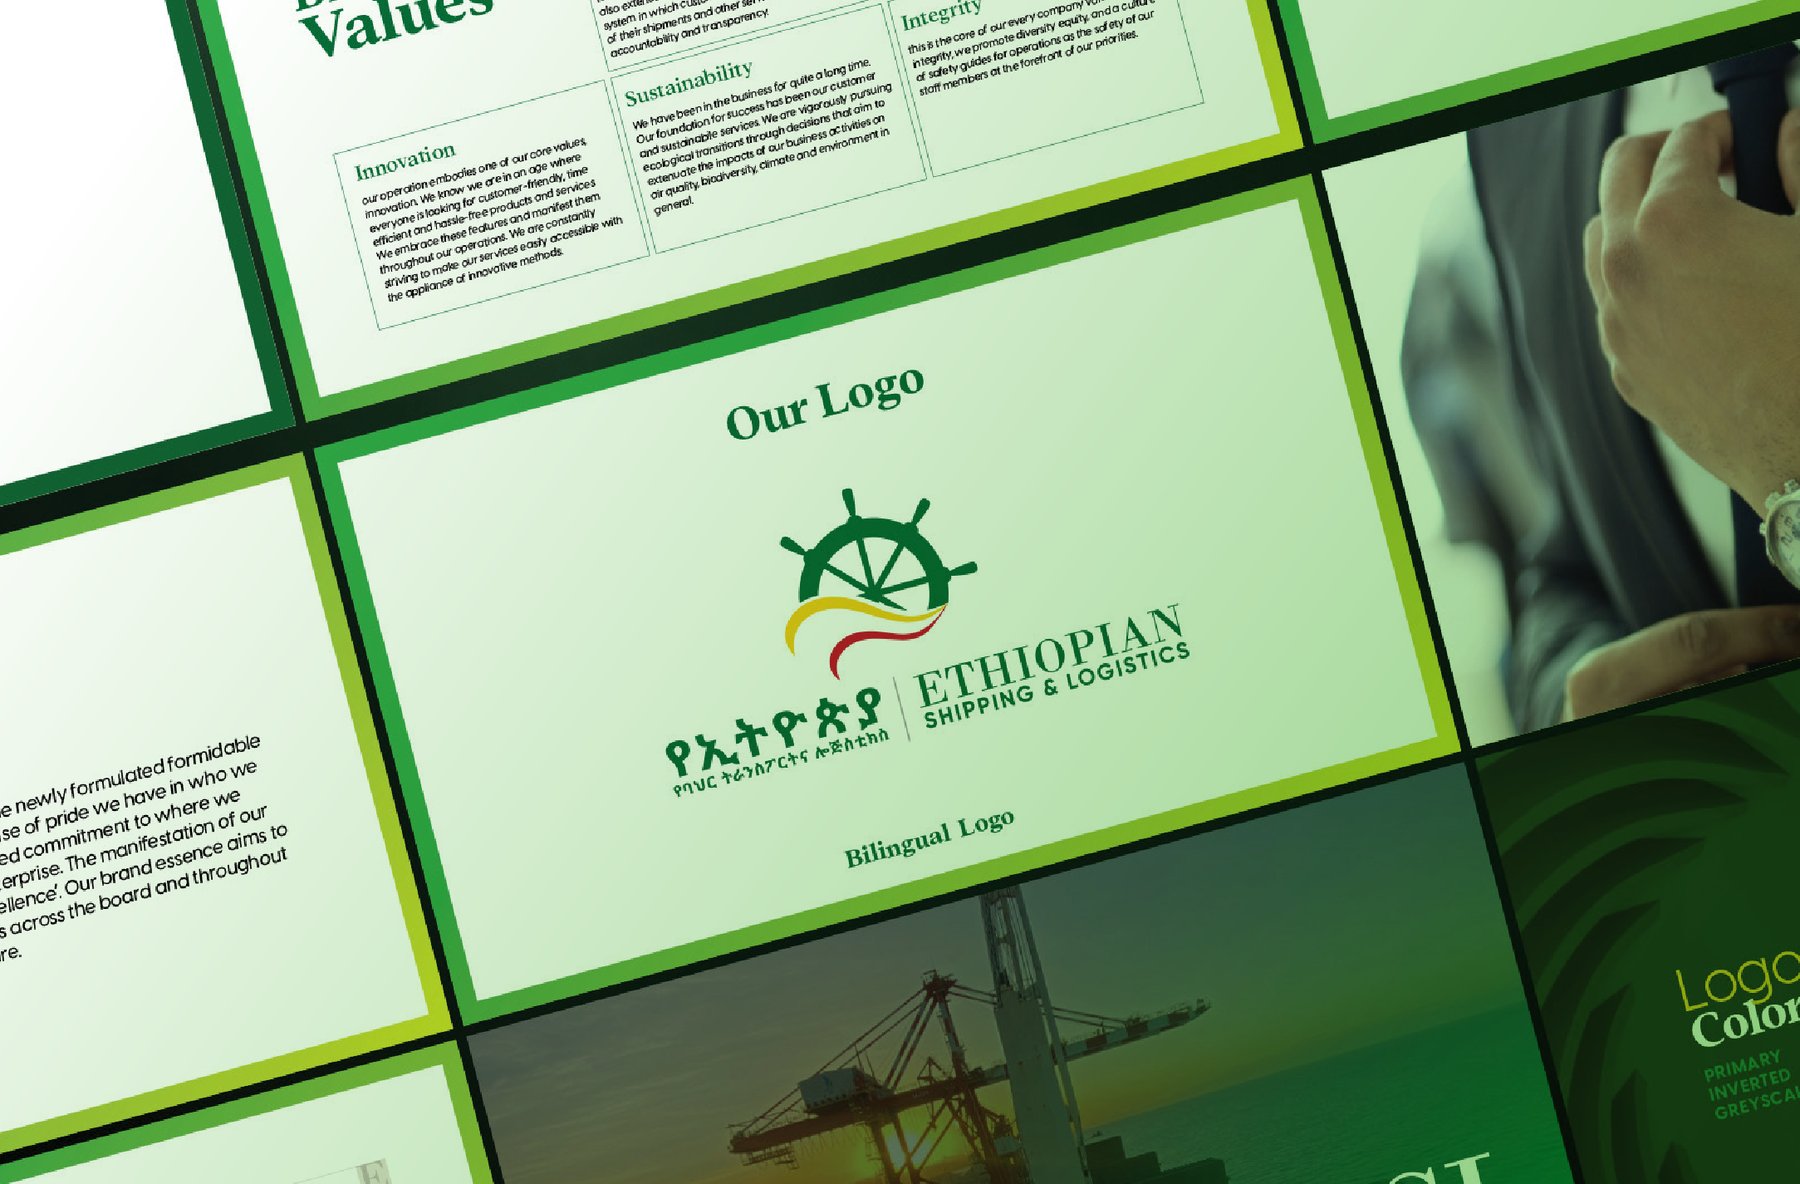 Values
also exten
system in which custo
of their shipments and other serv
accountability and transparency.
Integrity
this is the core of our every company
integrity, we promote diversity equity, and a culture
of safety guides for operations as the safety of our
staff members at the forefront of our priorities.
Sustainability
We have been in the business for quite a long time.
Our foundation for success has been our customer
and sustainabile services. We are vigorously pursuing
ecological transitions through decisions that aim to
extenuate the impacts of our business activities on
air quality, biodiversity, climate and environment in
general.
Innovation
our operation embodies one of our core values,
innovation. We know we are in an age where
everyone is looking for customer-friendly, time
efficient and hassle-free products and services
We embrace these features and manifest them
throughout our operations. We are constantly
striving to make our services easily accessible with
the appliance of innovative methods.
Our Logo
የኢትዮጵያ
የባህር ትራንስፖርትና ሎጅስቲክስ
ETHIOPIAN
SHIPPING & LOGISTICS
Bilingual Logo
e newly formulated formidable
se of pride we have in who we
ed commitment to where we
erprise. The manifestation of our
ellence'. Our brand essence aims to
s across the board and throughout
re.
Logo
Color
PRIMARY
INVERTED
GREYSCAL
E